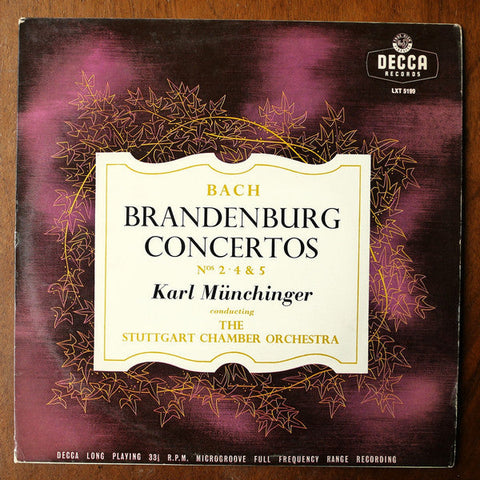 DECCA
RECORDS
LXT 5199
BACH
BRANDENBURG
CONCERTOS
Nos 2 · 4 & 5
Karl Münchinger
conducting
THE
STUTTGART CHAMBER ORCHESTRA
DECCA LONG PLAYING 33⅓ R.P.M. MICROGROOVE FULL FREQUENCY RANGE RECORDING